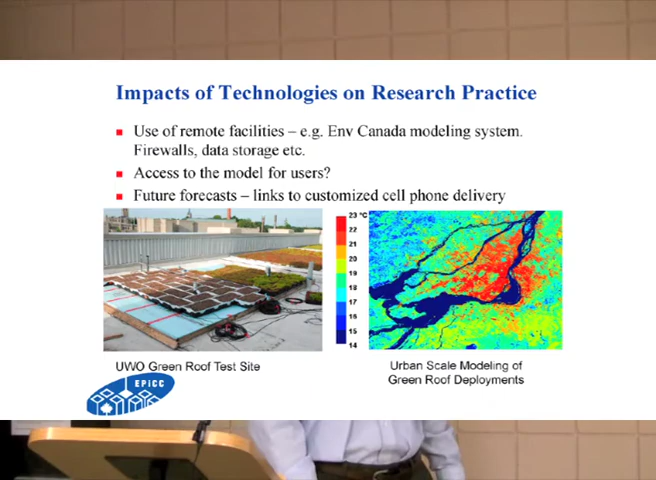 Impacts of Technologies on Research Practice
Use of remote facilities – e.g. Env Canada modeling system.
Firewalls, data storage etc.
Access to the model for users?
Future forecasts – links to customized cell phone delivery
23 °C
22
21
20
19
18
17
16
15
14
UWO Green Roof Test Site
Urban Scale Modeling of
Green Roof Deployments
EPiCC